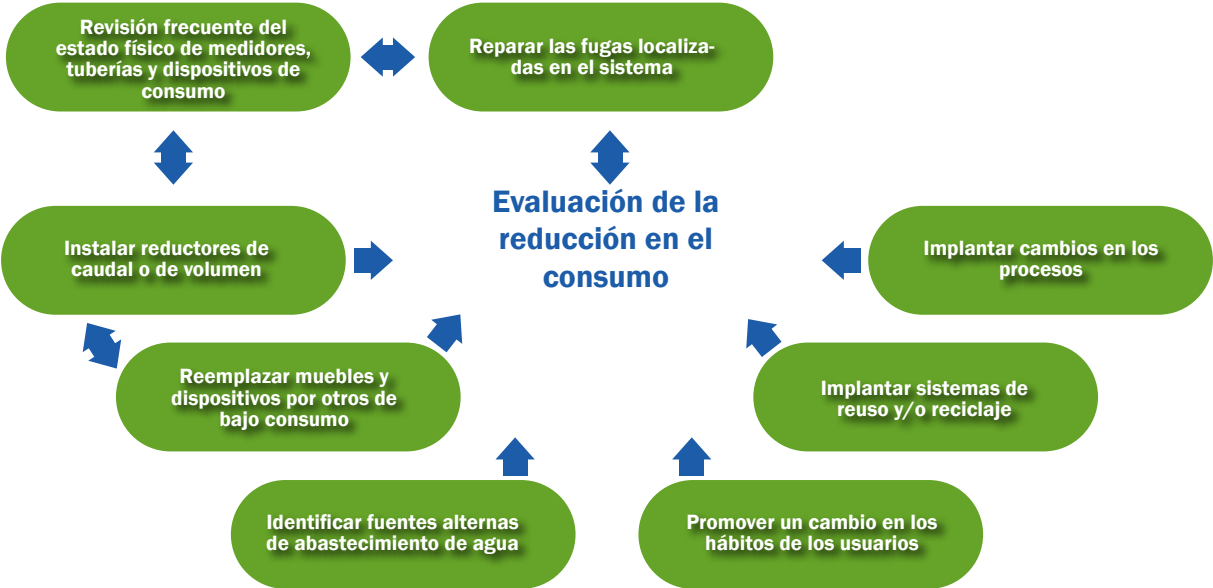 Revisión frecuente del
estado físico de medidores,
tuberías y dispositivos de
consumo
Reparar las fugas localiza-
das en el sistema
Evaluación de la
reducción en el
consumo
Instalar reductores de
caudal o de volumen
Implantar cambios en los
procesos
Reemplazar muebles y
dispositivos por otros de
bajo consumo
Implantar sistemas de
reuso y/o reciclaje
Identificar fuentes alternas
de abastecimiento de agua
Promover un cambio en los
hábitos de los usuarios